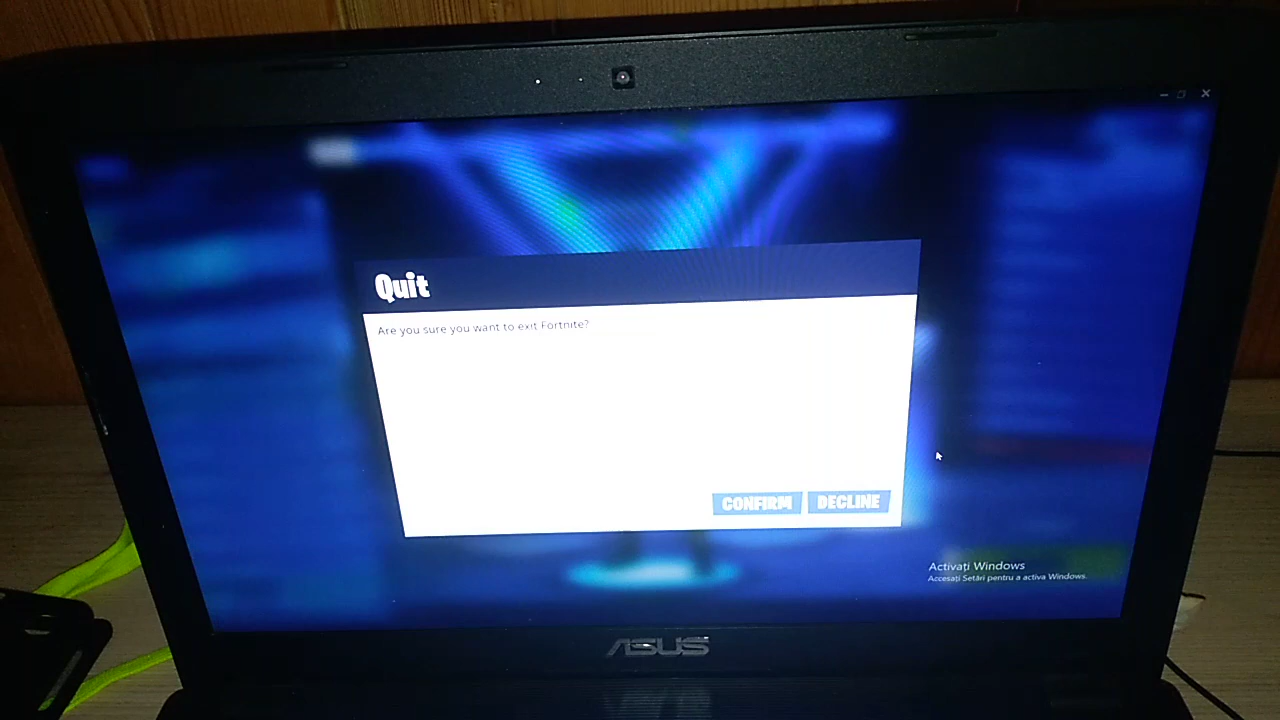 Quit
Are you sure you want to exit Fortnite?
CONFIRM DECLINE
Activați Windows
Accesați Setări pentru a activa Windows.
ASUS